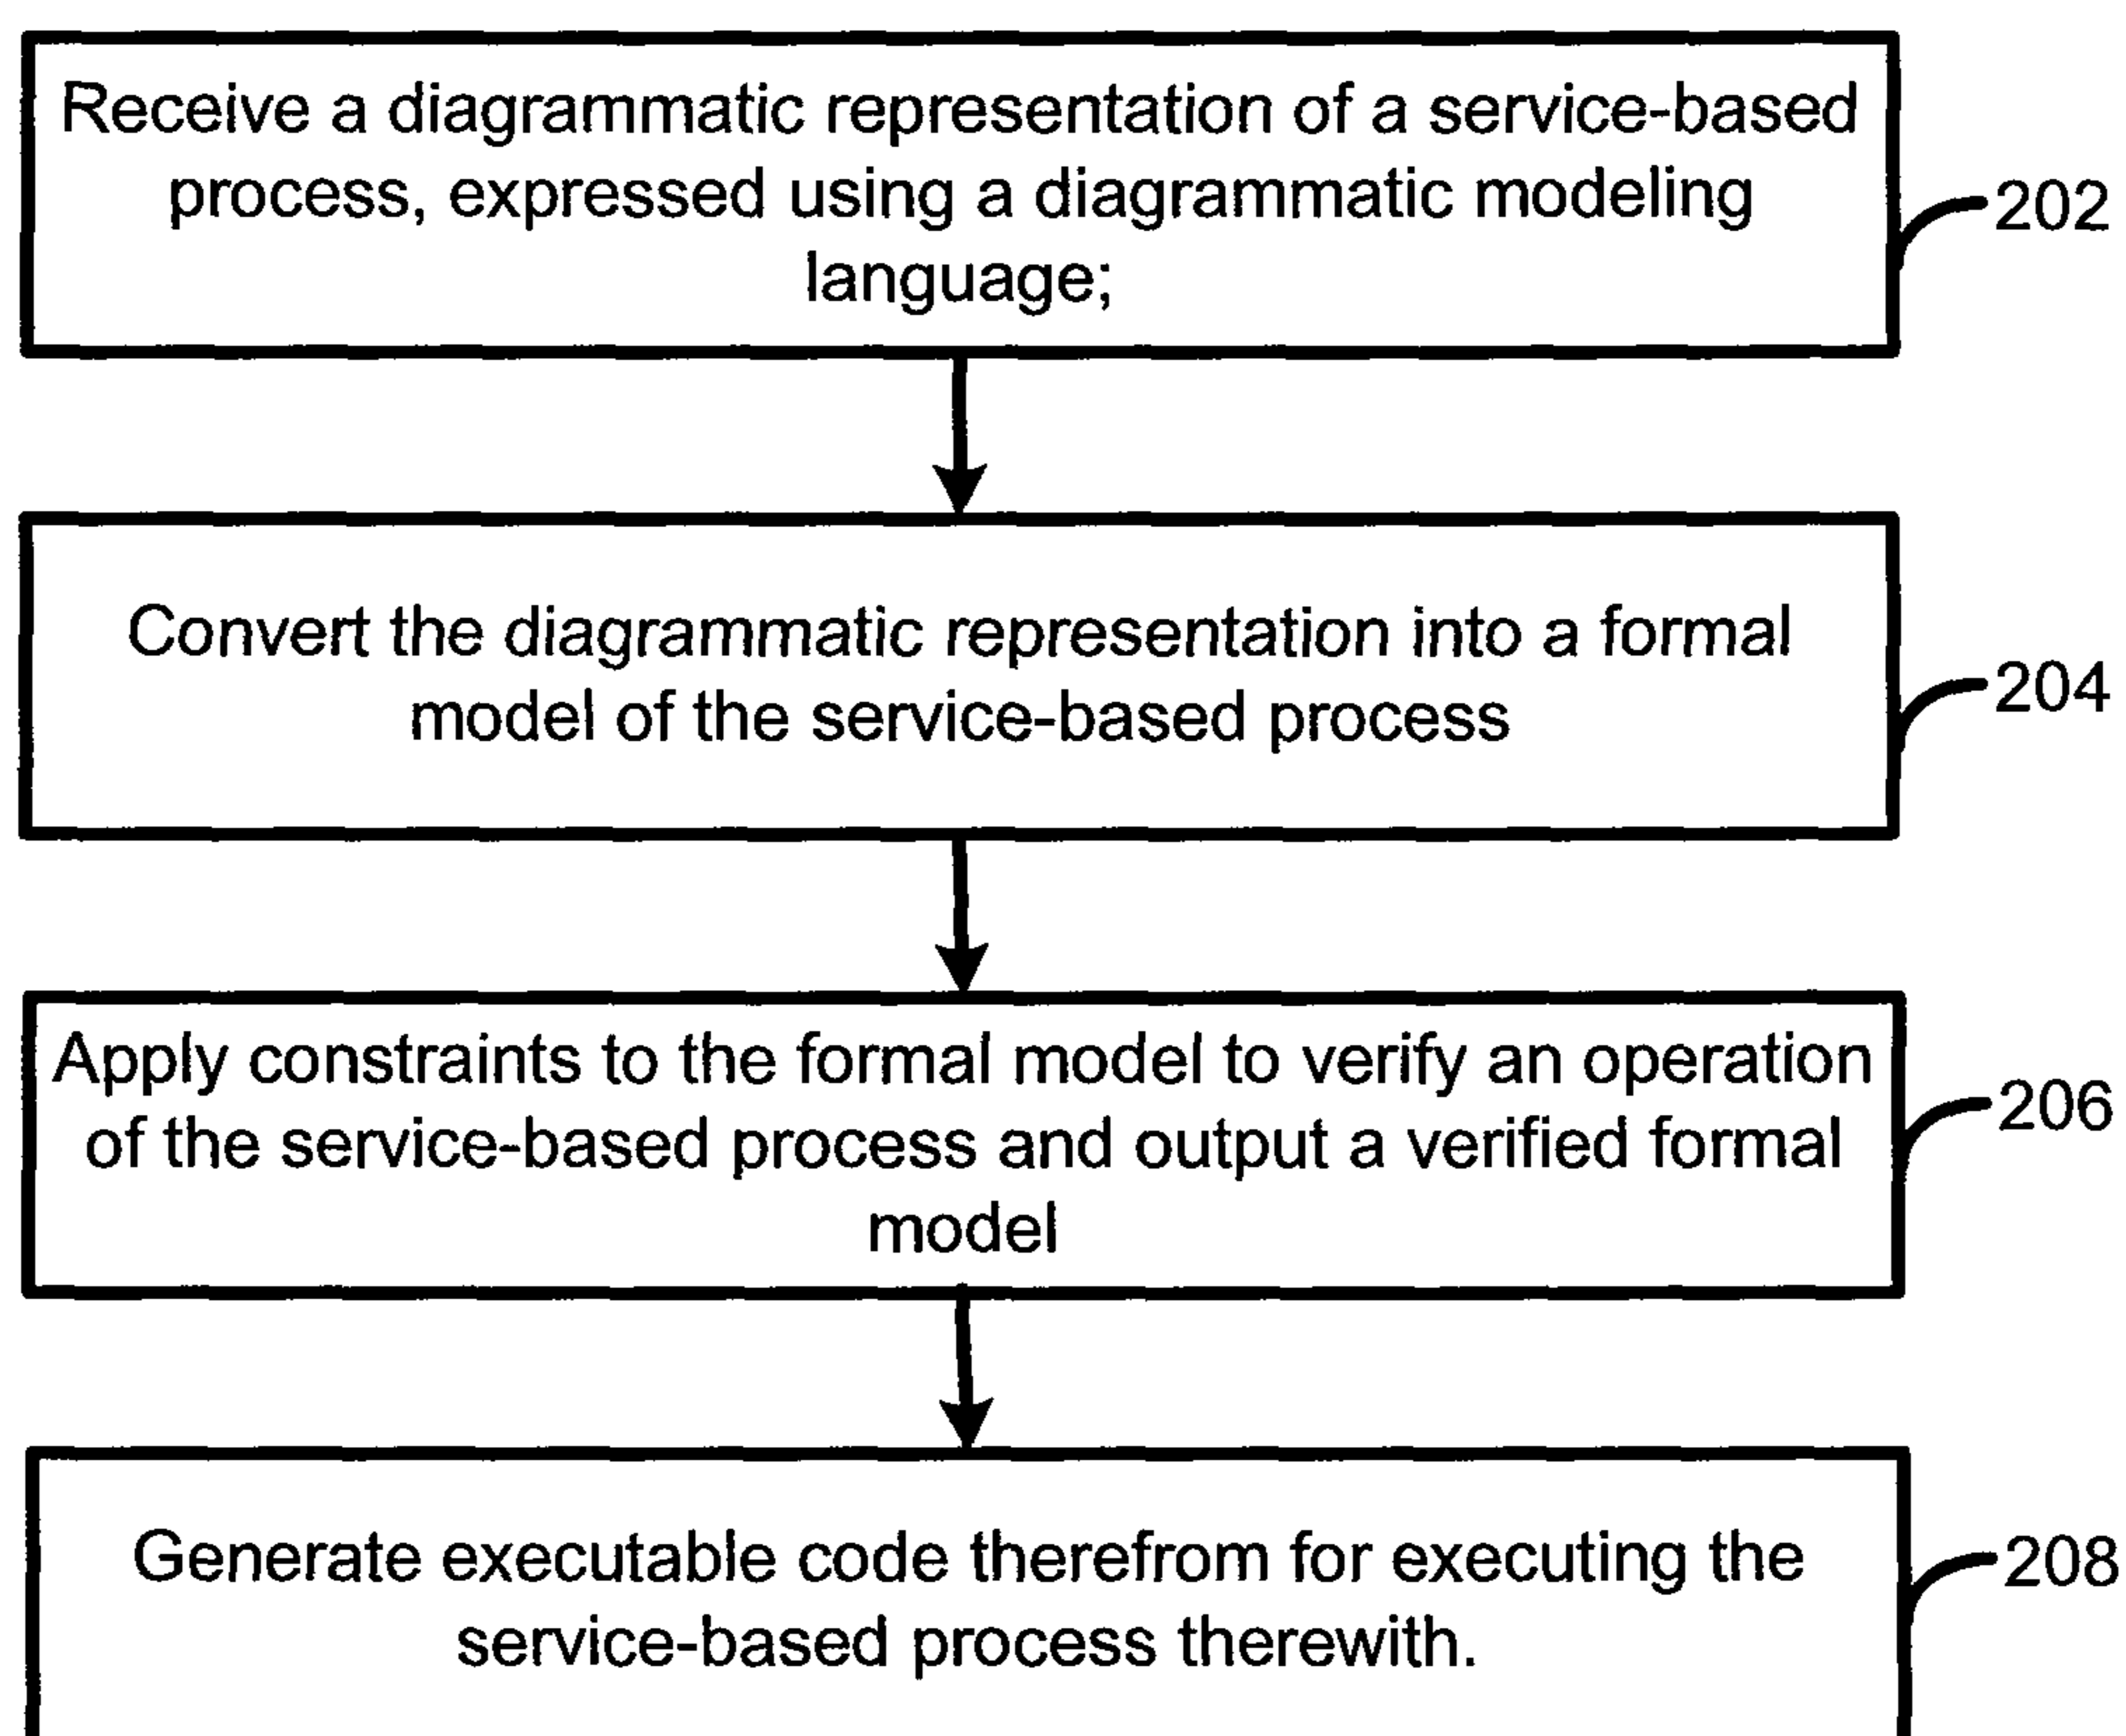 Receive a diagrammatic representation of a service-based
process, expressed using a diagrammatic modeling
language;
202
Convert the diagrammatic representation into a formal
model of the service-based process
204
Apply constraints to the formal model to verify an operation
of the service-based process and output a verified formal
model
206
Generate executable code therefrom for executing the
service-based process therewith.
208